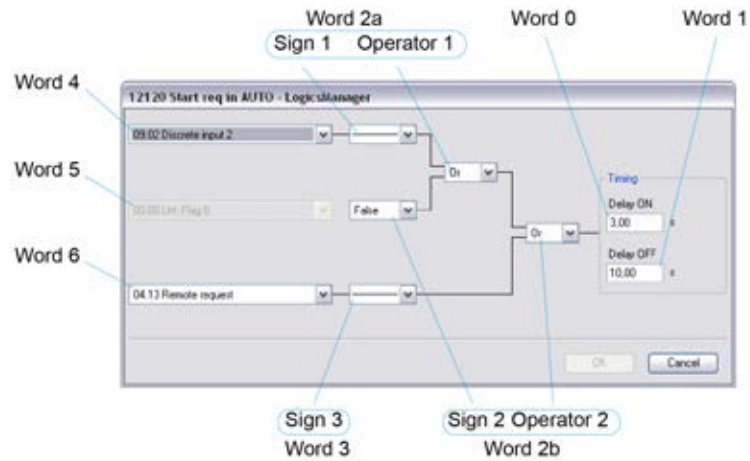 Word 2a
Word 0
Word 1
Sign 1 Operator 1
Word 4
12120 Start req in AUTO - LogicsManager
09.02 Discrete input 2
Or
Timing
Word 5
Delay ON
False
3,00 s
Or
Delay OFF
Word 6
10,00 s
04.13 Remote request
OK
Cancel
Sign 3
Sign 2 Operator 2
Word 3
Word 2b